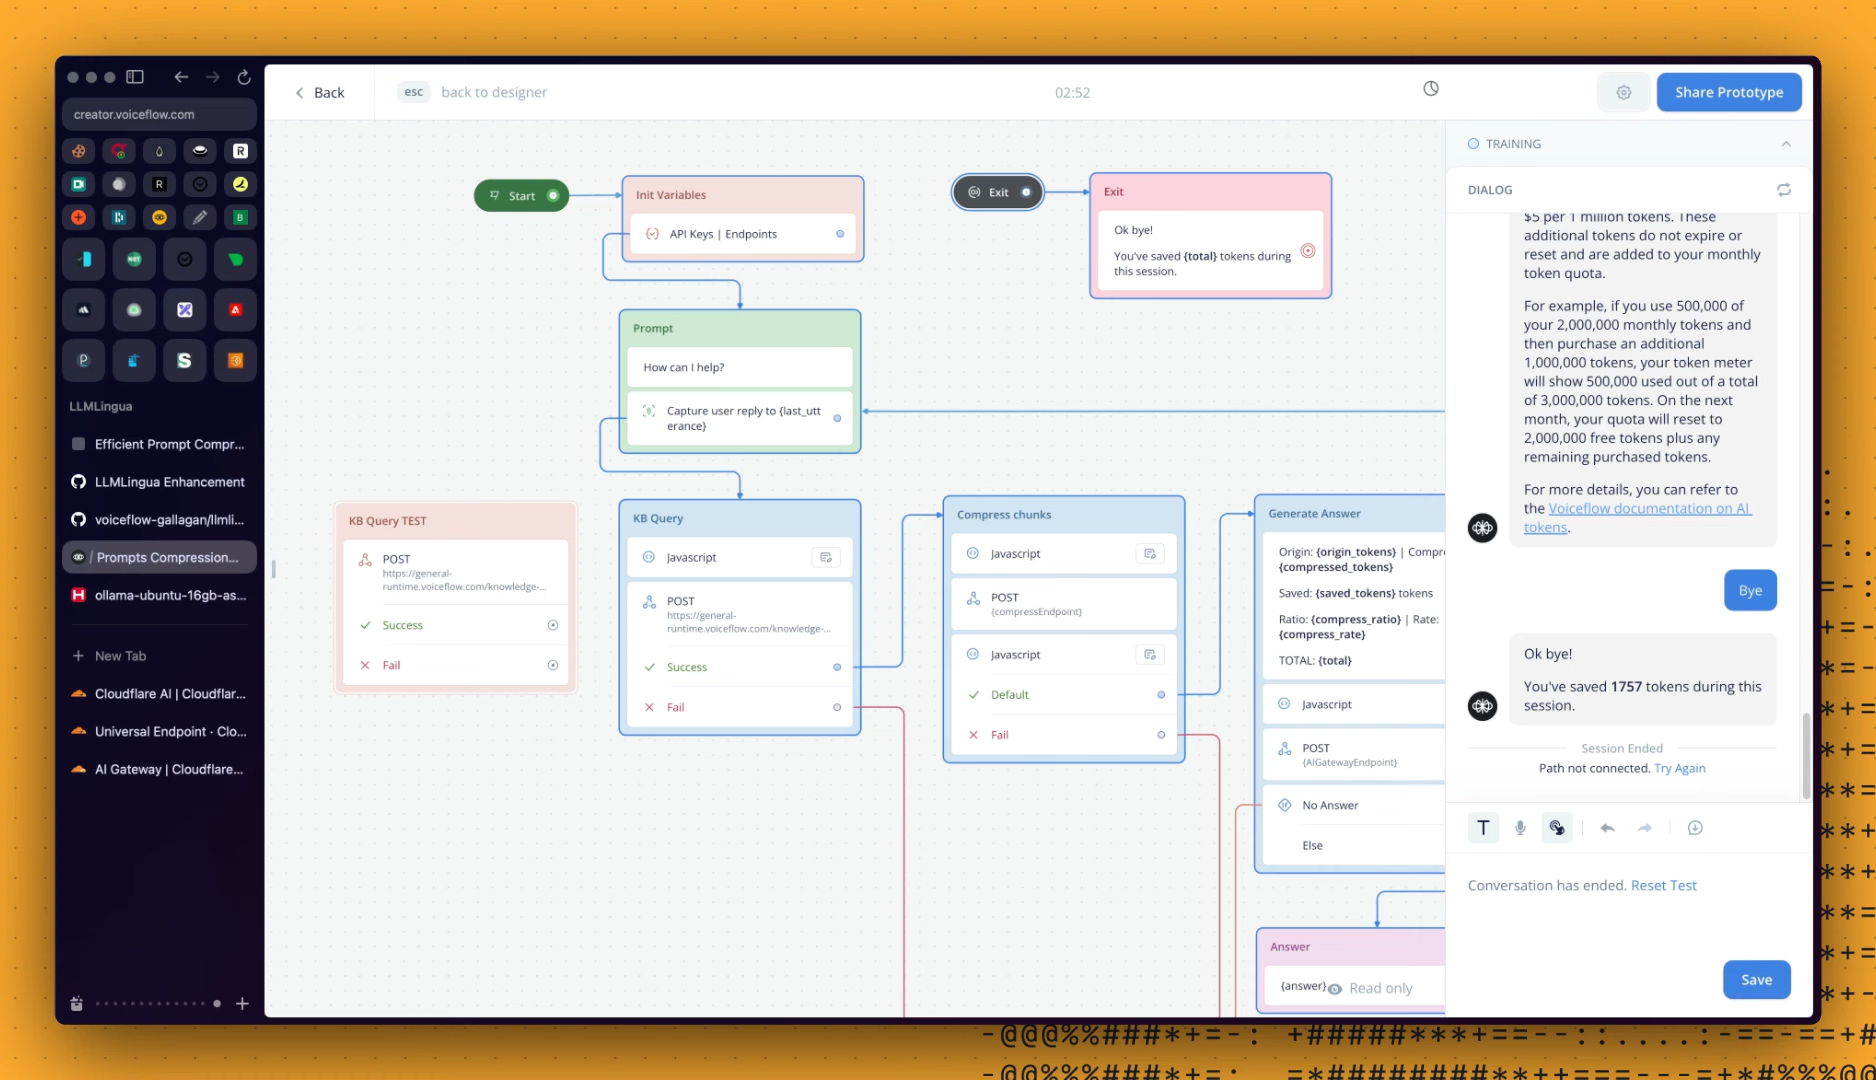 creator.voiceflow.com
LLMLingua
Efficient Prompt Compr...
LLMLingua Enhancement
voiceflow-gallagan/llmli...
/ Prompts Compression...
ollama-ubuntu-16gb-as...
+ New Tab
Cloudflare AI | Cloudflar...
Universal Endpoint · Clo...
AI Gateway | Cloudflare...
Back
esc back to designer
02:52
Share Prototype
Start
Init Variables
API Keys | Endpoints
Exit
Exit
Ok bye!
You've saved {total} tokens during
this session.
Prompt
How can I help?
Capture user reply to {last_utt
erance}
KB Query TEST
POST
https://general-
runtime.voiceflow.com/knowledge-...
Success
Fail
KB Query
Javascript
POST
https://general-
runtime.voiceflow.com/knowledge-...
Success
Fail
Compress chunks
Javascript
POST
{compressEndpoint}
Javascript
Default
Fail
Generate Answer
Origin: {origin_tokens} | Compr
{compressed_tokens}
Saved: {saved_tokens} tokens
Ratio: {compress_ratio} | Rate:
{compress_rate}
TOTAL: {total}
Javascript
POST
{AIGatewayEndpoint}
No Answer
Else
Answer
{answer}
Read only
TRAINING
DIALOG
$5 per 1 million tokens. These
additional tokens do not expire or
reset and are added to your monthly
token quota.
For example, if you use 500,000 of
your 2,000,000 monthly tokens and
then purchase an additional
1,000,000 tokens, your token meter
will show 500,000 used out of a total
of 3,000,000 tokens. On the next
month, your quota will reset to
2,000,000 free tokens plus any
remaining purchased tokens.
For more details, you can refer to
the Voiceflow documentation on AI
tokens.
Bye
Ok bye!
You've saved 1757 tokens during this
session.
Session Ended
Path not connected. Try Again
T
Conversation has ended. Reset Test
Save